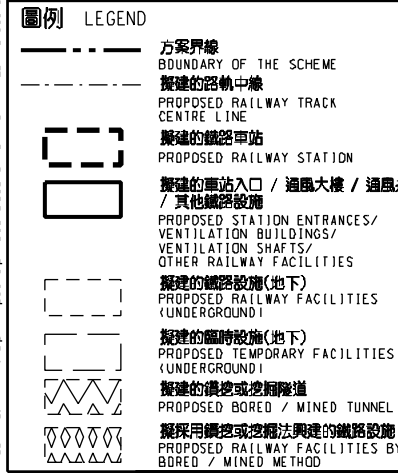 圖例 LEGEND
方案界線
BOUNDARY OF THE SCHEME
擬建的路軌中線
PROPOSED RAILWAY TRACK
CENTRE LINE
擬建的鐵路車站
PROPOSED RAILWAY STATION
擬建的車站入口 / 通風大樓 / 通風
/ 其他鐵路設施
PROPOSED STATION ENTRANCES/
VENTILATION BUILDINGS/
VENTILATION SHAFTS/
OTHER RAILWAY FACILITIES
擬建的鐵路設施(地下)
PROPOSED RAILWAY FACILITIES
(UNDERGROUND)
擬建的臨時設施(地下)
PROPOSED TEMPORARY FACILITIES
(UNDERGROUND)
擬建的鑽挖或挖掘隧道
PROPOSED BORED / MINED TUNNEL
擬採用鑽挖或挖掘法興建的鐵路設施
PROPOSED RAILWAY FACILITIES BY
BORED / MINED METHOD